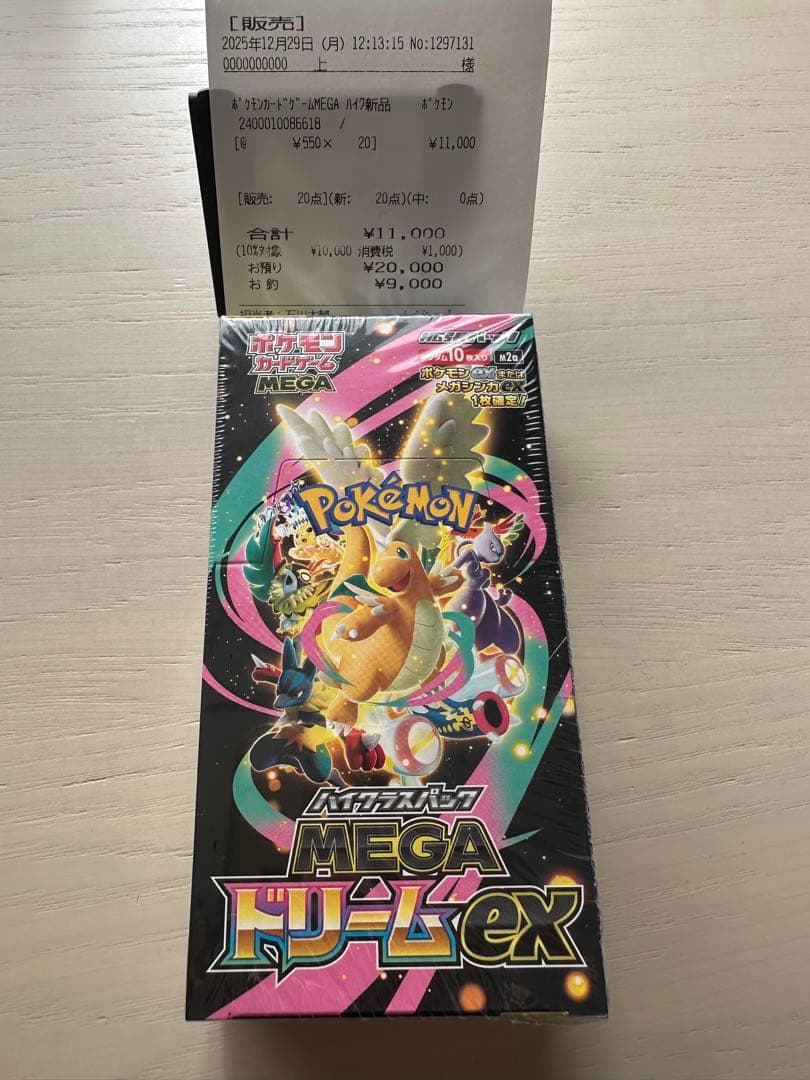 [販売]
2025年12月29日 (月) 12:13:15 No:1297131
0000000000 上 様
ﾎﾟｹﾓﾝｶｰﾄﾞｹﾞｰﾑMEGA ﾊｲｸ新品 ﾎﾟｹﾓﾝ
2400010086618 /
[@ ¥550× 20] ¥11,000
[販売: 20点](新: 20点)(中: 0点)
合計 ¥11,000
(10%対象 ¥10,000 消費税 ¥1,000)
お預り ¥20,000
お釣 ¥9,000
ポケモン
カードゲーム
MEGA
10枚入り M2a
ポケモンexまたは
メガシンカex
1枚確定!
POKéMON
ハイクラスパック
MEGA
ドリームex